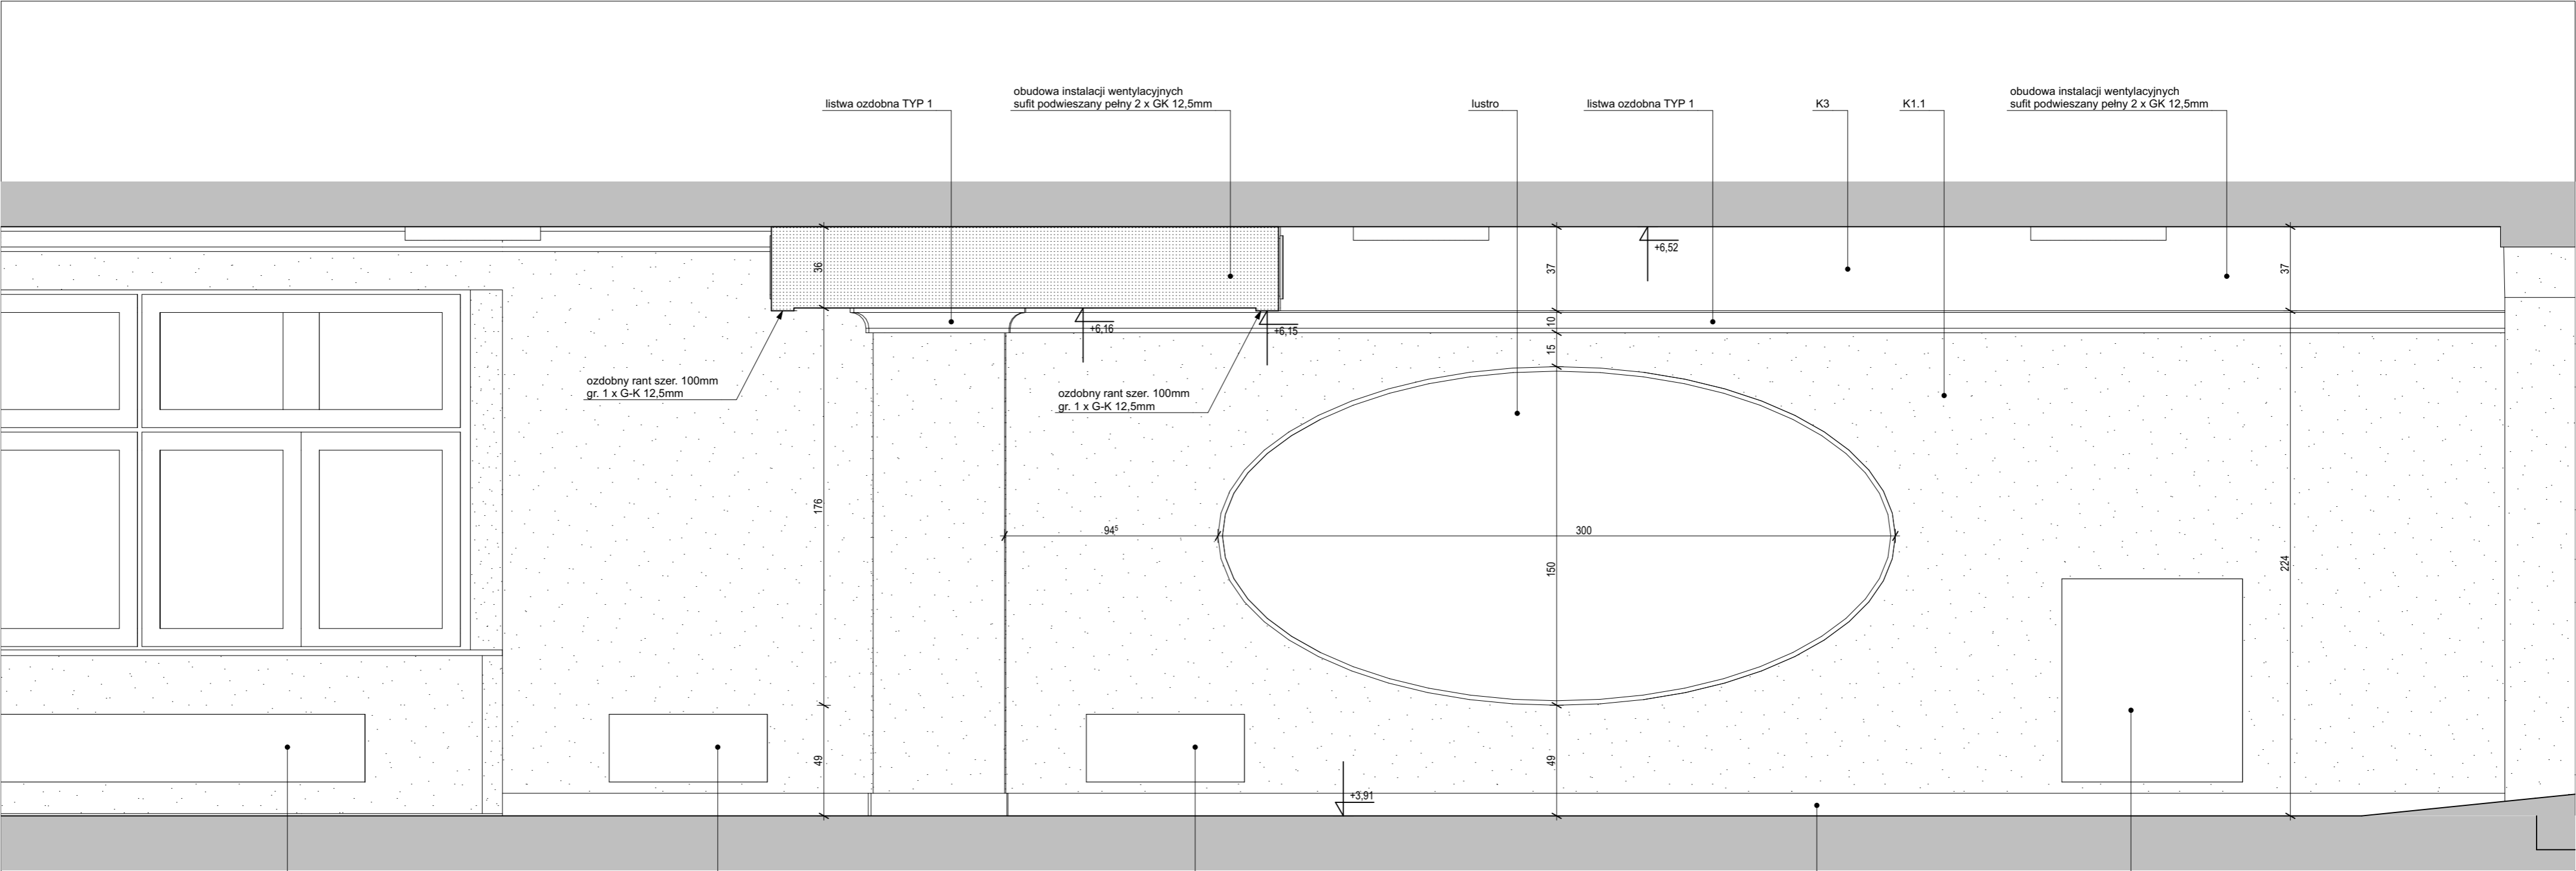 obudowa instalacji wentylacyjnych
sufit podwieszany pełny 2 x GK 12,5mm
obudowa instalacji wentylacyjnych
sufit podwieszany pełny 2 x GK 12,5mm
listwa ozdobna TYP 1
lustro
listwa ozdobna TYP 1
K3
K1.1
+6,52
36
37
37
+6,16
+6,15
10
15
ozdobny rant szer. 100mm
gr. 1 x G-K 12,5mm
ozdobny rant szer. 100mm
gr. 1 x G-K 12,5mm
176
94⁵
300
150
224
49
49
+3,91